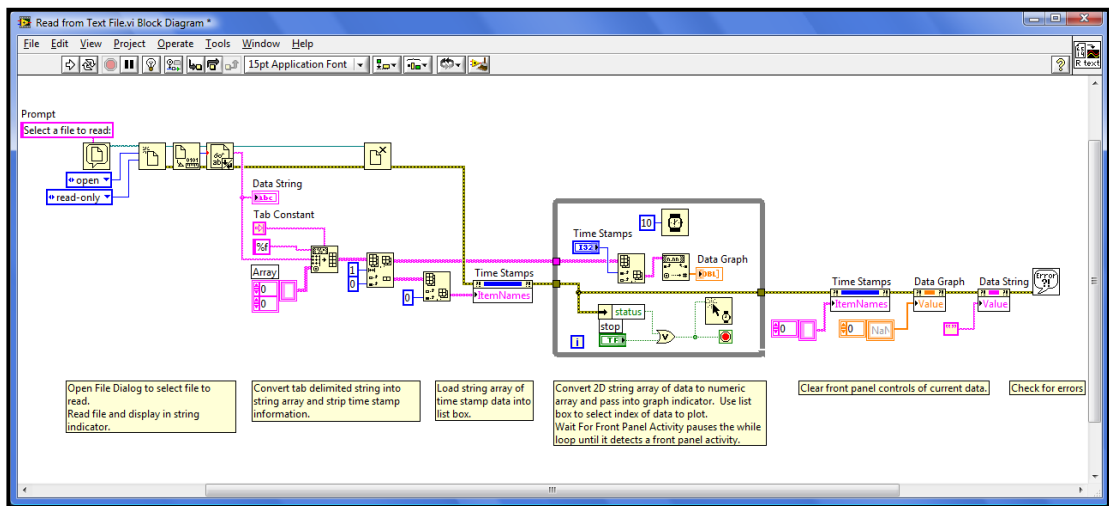 Read from Text File.vi Block Diagram *
File Edit View Project Operate Tools Window Help
15pt Application Font
R text
Prompt
Select a file to read:
open
read-only
Data String
abc
Tab Constant
%f
Array
0
0
1
0
0
Time Stamps
ItemNames
10
Time Stamps
I32
Data Graph
DBL]
status
stop
TF
i
Time Stamps
ItemNames
0
Data Graph
Value
0
NaN
Data String
Value
""
Error
?!
Open File Dialog to select file to
read.
Read file and display in string
indicator.
Convert tab delimited string into
string array and strip time stamp
information.
Load string array of
time stamp data into
list box.
Convert 2D string array of data to numeric
array and pass into graph indicator. Use list
box to select index of data to plot.
Wait For Front Panel Activity pauses the while
loop until it detects a front panel activity.
Clear front panel controls of current data.
Check for errors